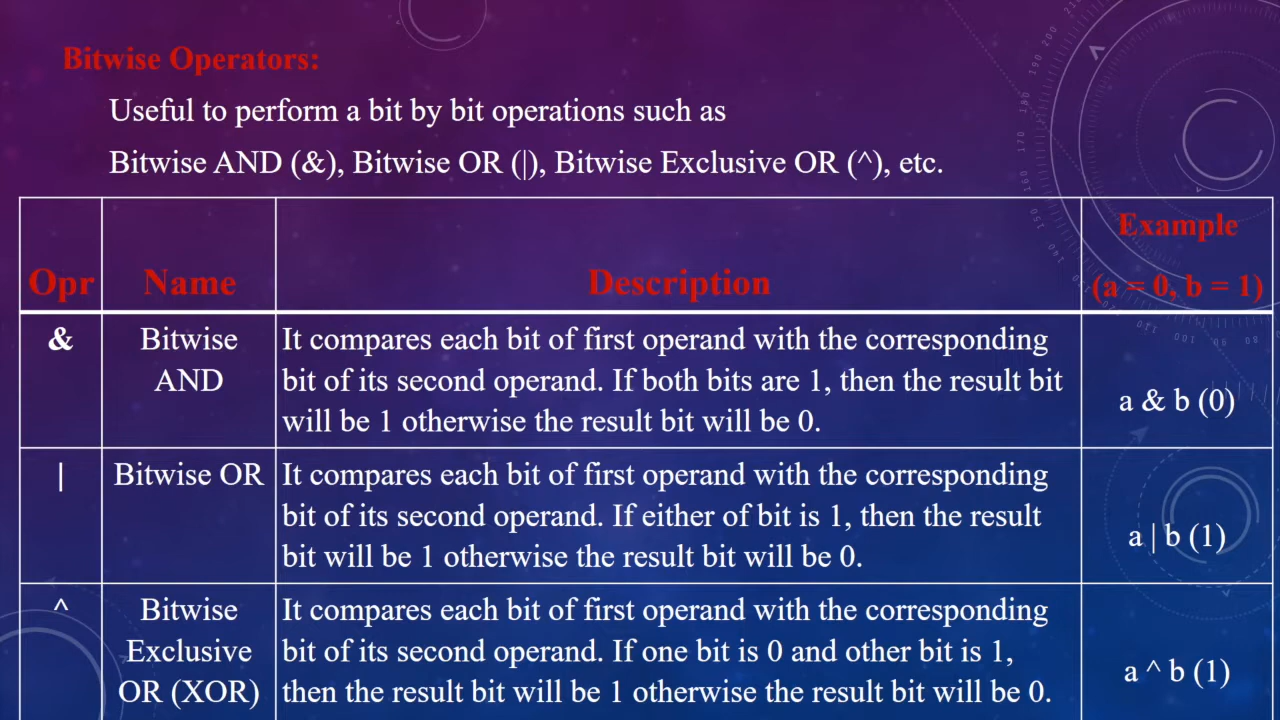 Bitwise Operators:
Useful to perform a bit by bit operations such as
Bitwise AND (&), Bitwise OR (|), Bitwise Exclusive OR (^), etc.
Opr
Name
Description
Example
(a = 0, b = 1)
&
Bitwise
AND
It compares each bit of first operand with the corresponding
bit of its second operand. If both bits are 1, then the result bit
will be 1 otherwise the result bit will be 0.
a & b (0)
|
Bitwise OR
It compares each bit of first operand with the corresponding
bit of its second operand. If either of bit is 1, then the result
bit will be 1 otherwise the result bit will be 0.
a | b (1)
^
Bitwise
Exclusive
OR (XOR)
It compares each bit of first operand with the corresponding
bit of its second operand. If one bit is 0 and other bit is 1,
then the result bit will be 1 otherwise the result bit will be 0.
a ^ b (1)